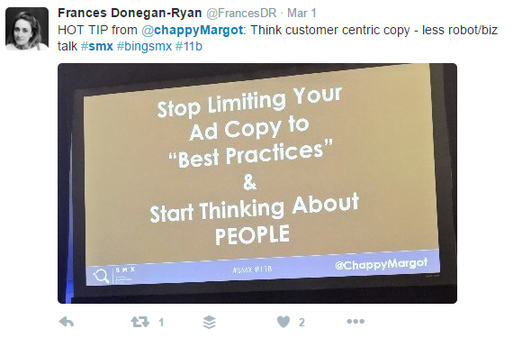 Frances Donegan-Ryan @FrancesDR · Mar 1
HOT TIP from @chappyMargot: Think customer centric copy - less robot/biz
talk #smx #bingsmx #11b
Stop Limiting Your
Ad Copy to
“Best Practices”
&
Start Thinking About
PEOPLE
SMX
#SMX #11B
@ChappyMargot
1
2